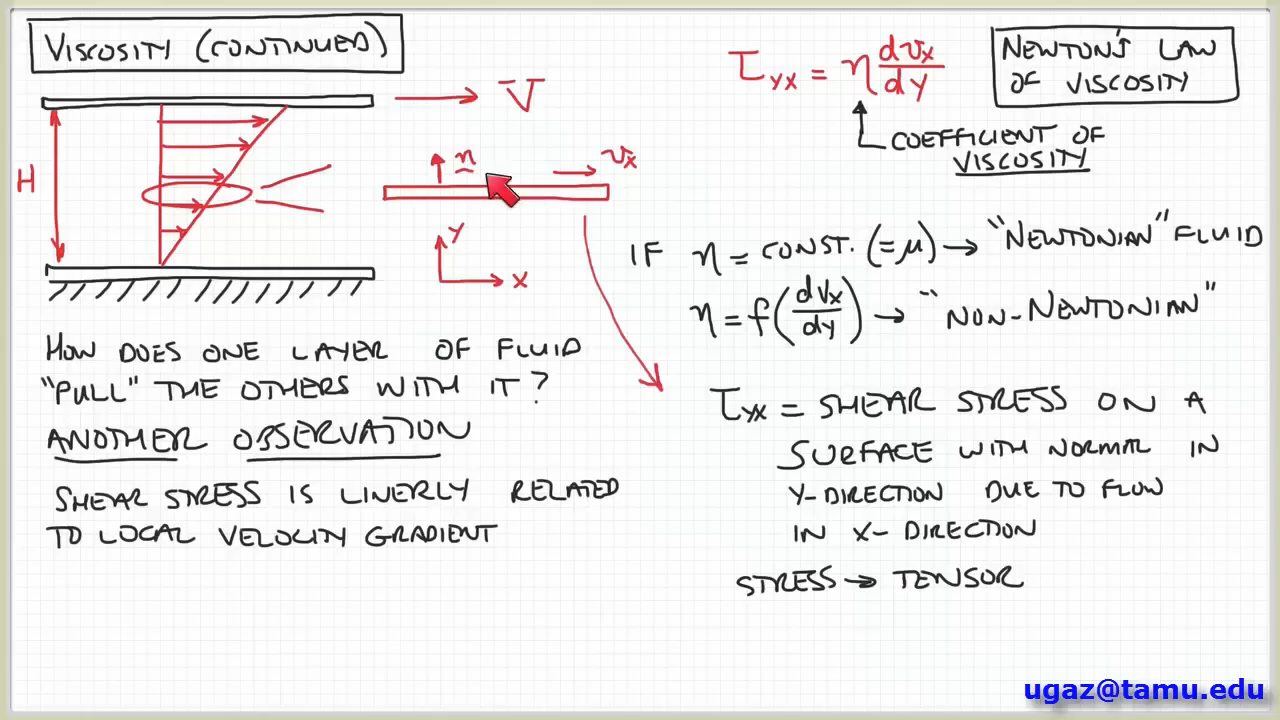 VISCOSITY (CONTINUED)
V
H
n
vx
y
x
HOW DOES ONE LAYER OF FLUID
"PULL" THE OTHERS WITH IT?
ANOTHER OBSERVATION
SHEAR STRESS IS LINERLY RELATED
TO LOCAL VELOCITY GRADIENT
τyx = η dvx/dy
NEWTON'S LAW
OF VISCOSITY
COEFFICIENT OF
VISCOSITY
IF η = CONST. (=μ) → "NEWTONIAN" FLUID
η = f(dvx/dy) → "NON-NEWTONIAN"
τyx = SHEAR STRESS ON A
SURFACE WITH NORMAL IN
Y-DIRECTION DUE TO FLOW
IN X-DIRECTION
STRESS → TENSOR
ugaz@tamu.edu